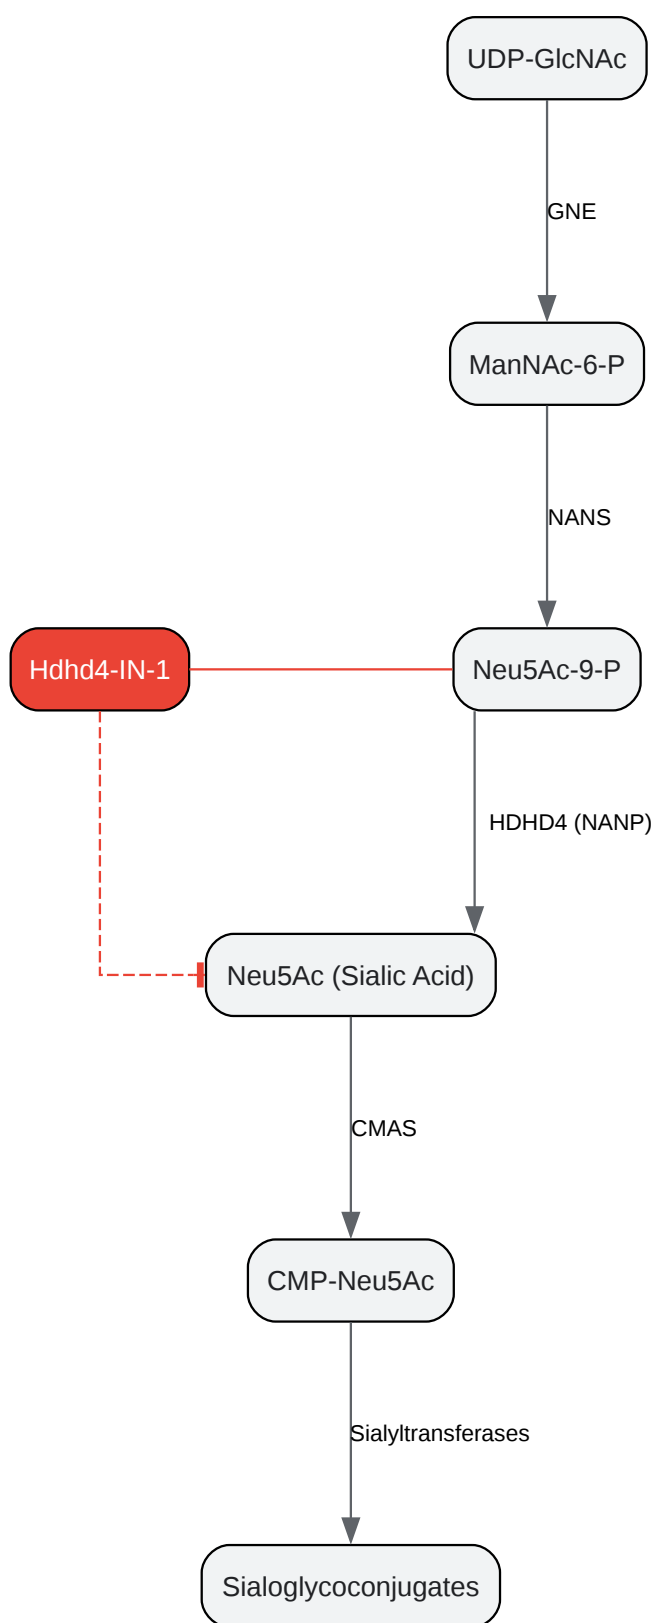 UDP-GlcNAc
GNE
ManNAc-6-P
NANS
Hdhd4-IN-1
Neu5Ac-9-P
HDHD4 (NANP)
Neu5Ac (Sialic Acid)
CMAS
CMP-Neu5Ac
Sialyltransferases
Sialoglycoconjugates